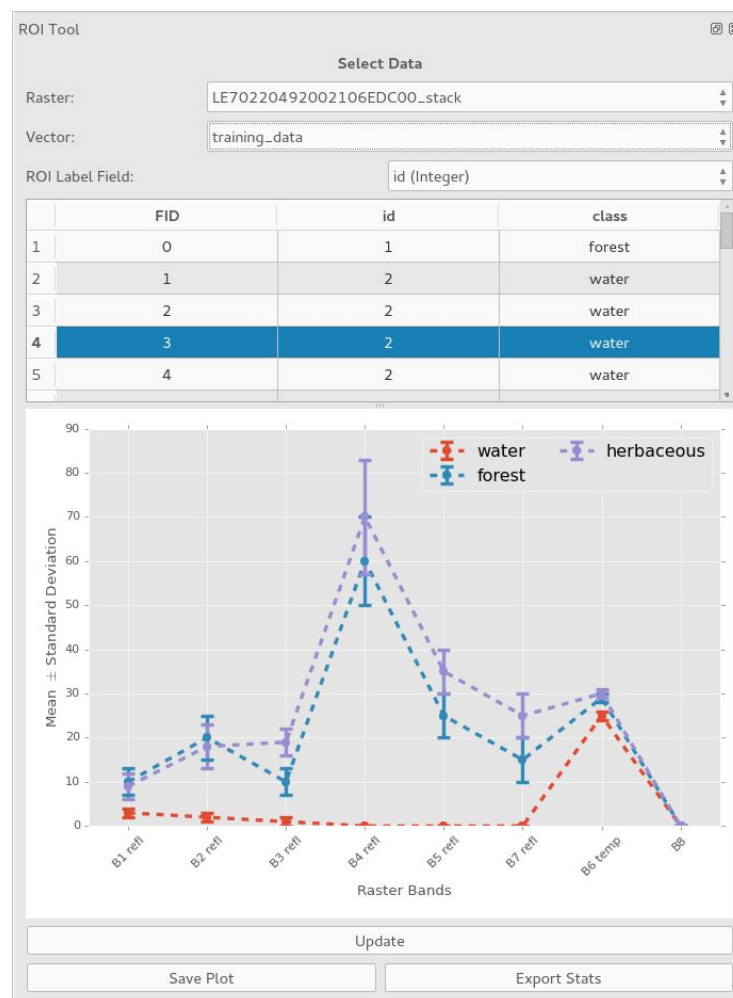 ROI Tool
Select Data
Raster: LE70220492002106EDC00_stack
Vector: training_data
ROI Label Field: id (Integer)
FID id class
1 0 1 forest
2 1 2 water
3 2 2 water
4 3 2 water
5 4 2 water
water herbaceous
forest
90
80
70
60
50
40
30
20
10
0
Mean ± Standard Deviation
B1 refl B2 refl B3 refl B4 refl B5 refl B7 refl B6 temp B8
Raster Bands
Update
Save Plot Export Stats